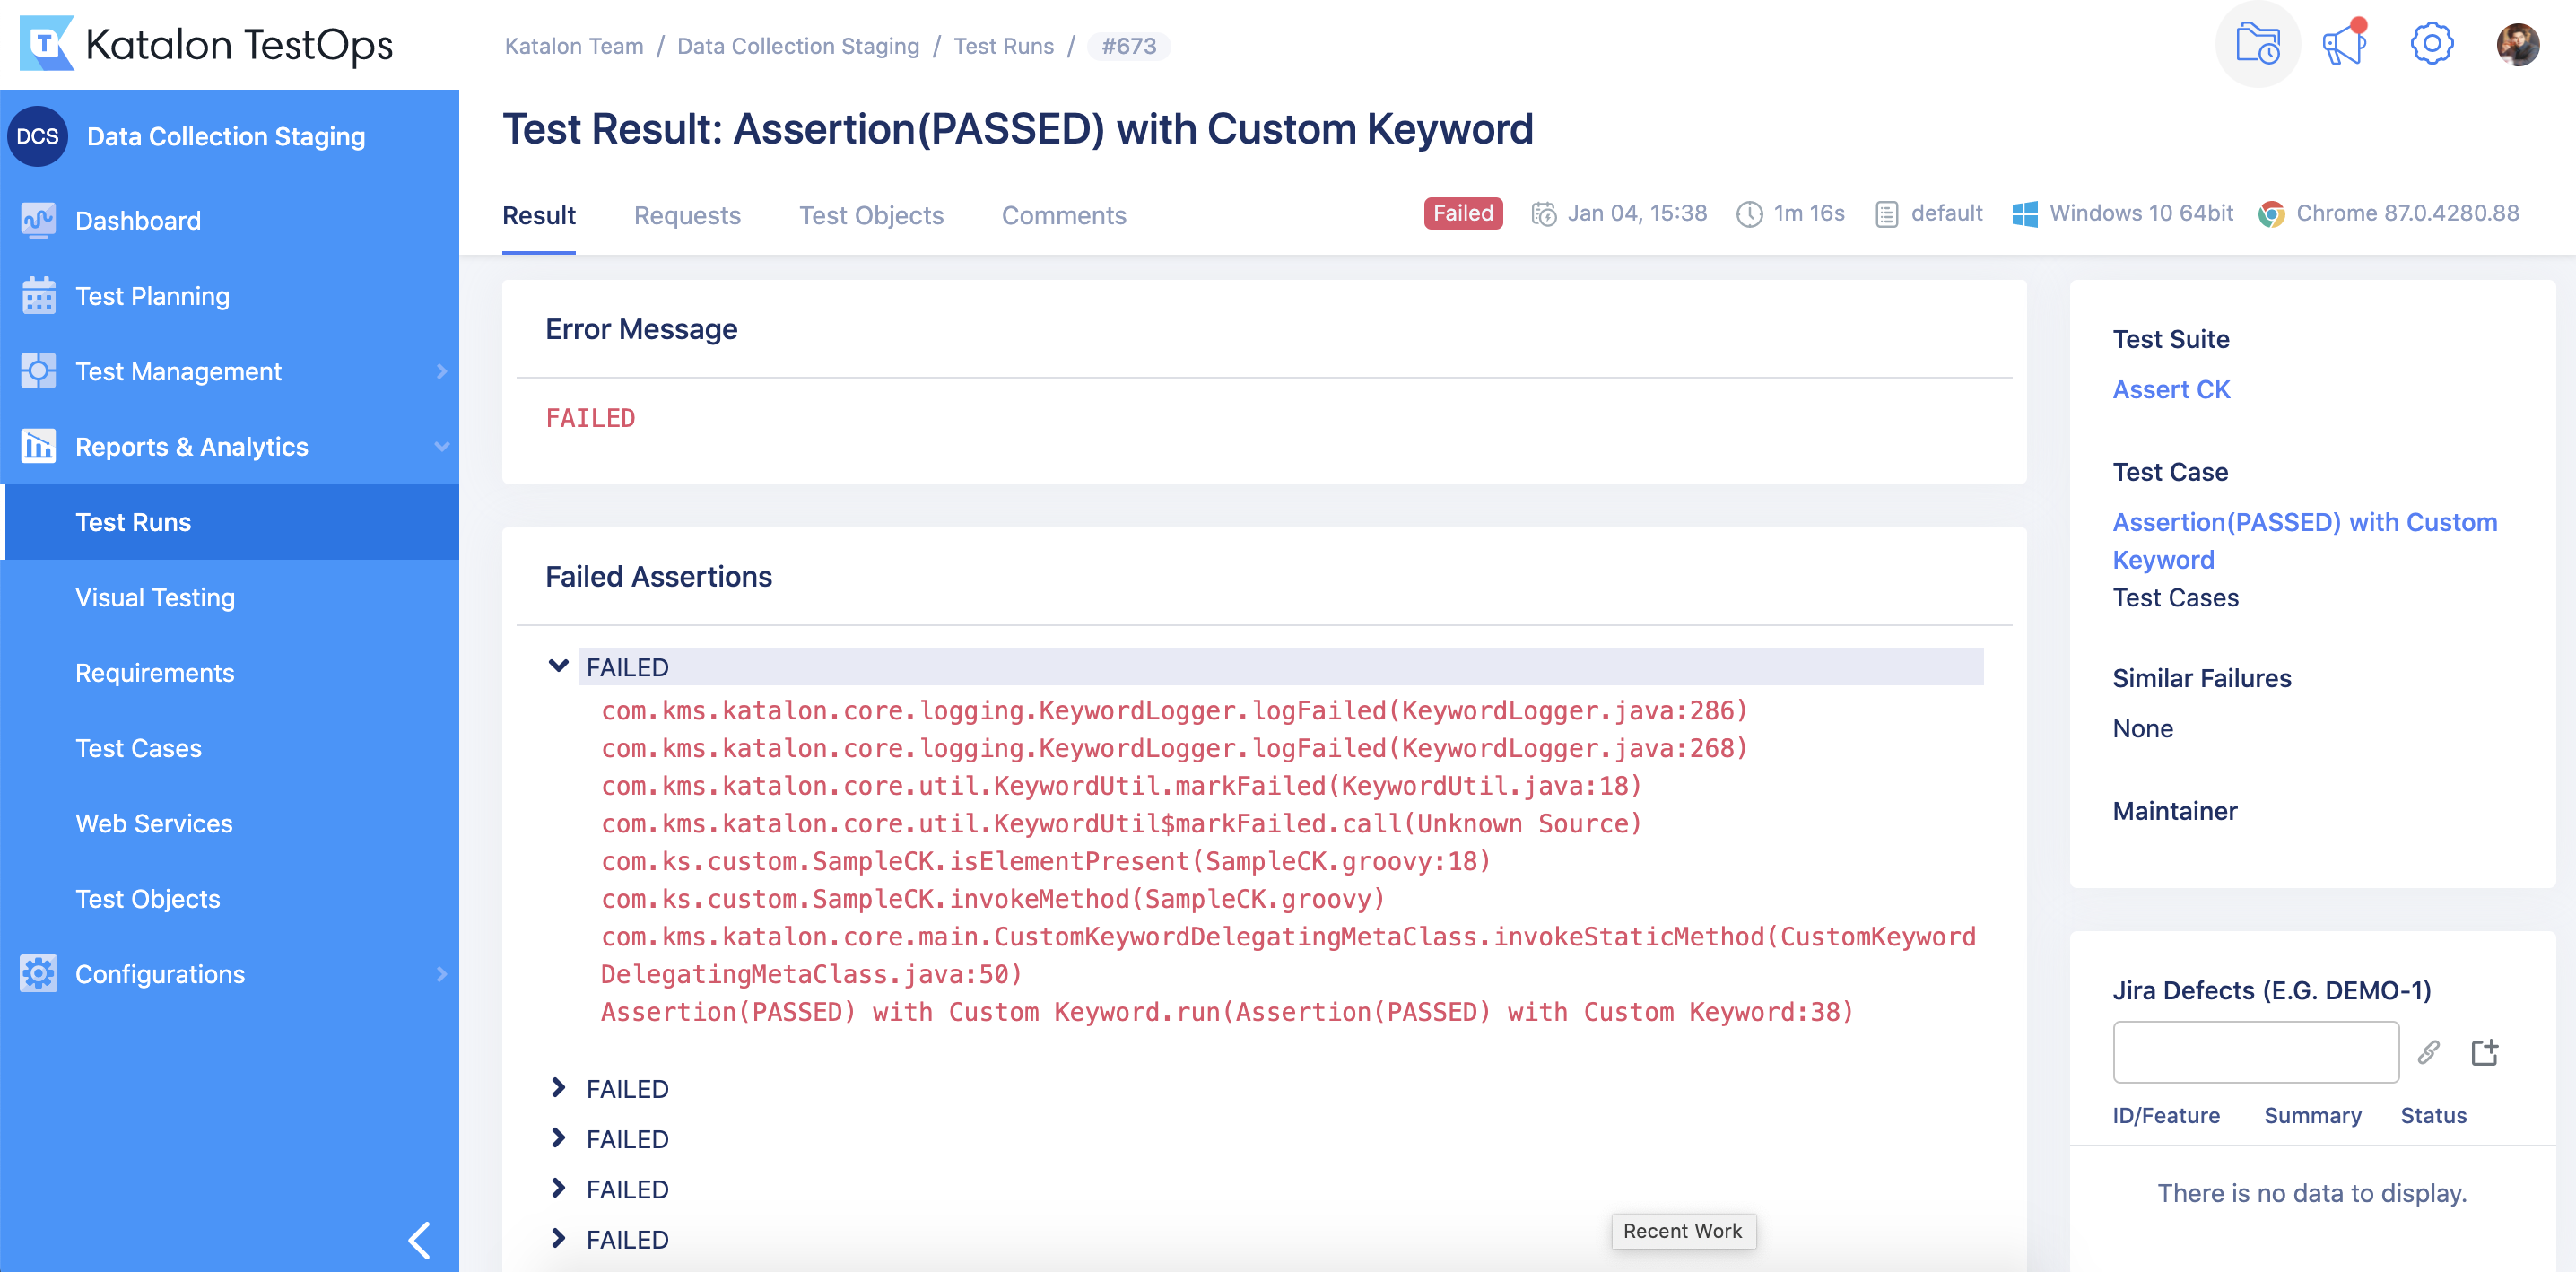 Katalon TestOps
Katalon Team / Data Collection Staging / Test Runs / #673
DCS
Data Collection Staging
Dashboard
Test Planning
Test Management
Reports & Analytics
Test Runs
Visual Testing
Requirements
Test Cases
Web Services
Test Objects
Configurations
Test Result: Assertion(PASSED) with Custom Keyword
Result Requests Test Objects Comments
Failed Jan 04, 15:38 1m 16s default Windows 10 64bit Chrome 87.0.4280.88
Error Message
FAILED
Failed Assertions
FAILED
com.kms.katalon.core.logging.KeywordLogger.logFailed(KeywordLogger.java:286)
com.kms.katalon.core.logging.KeywordLogger.logFailed(KeywordLogger.java:268)
com.kms.katalon.core.util.KeywordUtil.markFailed(KeywordUtil.java:18)
com.kms.katalon.core.util.KeywordUtil$markFailed.call(Unknown Source)
com.ks.custom.SampleCK.isElementPresent(SampleCK.groovy:18)
com.ks.custom.SampleCK.invokeMethod(SampleCK.groovy)
com.kms.katalon.core.main.CustomKeywordDelegatingMetaClass.invokeStaticMethod(CustomKeyword
DelegatingMetaClass.java:50)
Assertion(PASSED) with Custom Keyword.run(Assertion(PASSED) with Custom Keyword:38)
FAILED
FAILED
FAILED
FAILED
Recent Work
Test Suite
Assert CK
Test Case
Assertion(PASSED) with Custom
Keyword
Test Cases
Similar Failures
None
Maintainer
Jira Defects (E.G. DEMO-1)
ID/Feature Summary Status
There is no data to display.